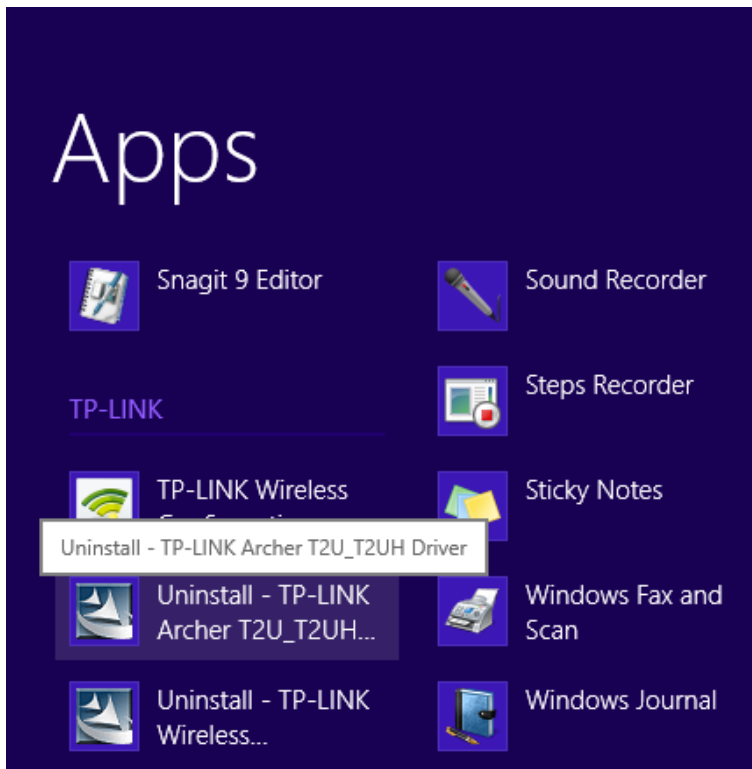 Apps
Snagit 9 Editor
TP-LINK
TP-LINK Wireless
Uninstall - TP-LINK Archer T2U_T2UH Driver
Uninstall - TP-LINK
Archer T2U_T2UH...
Uninstall - TP-LINK
Wireless...
Sound Recorder
Steps Recorder
Sticky Notes
Windows Fax and
Scan
Windows Journal